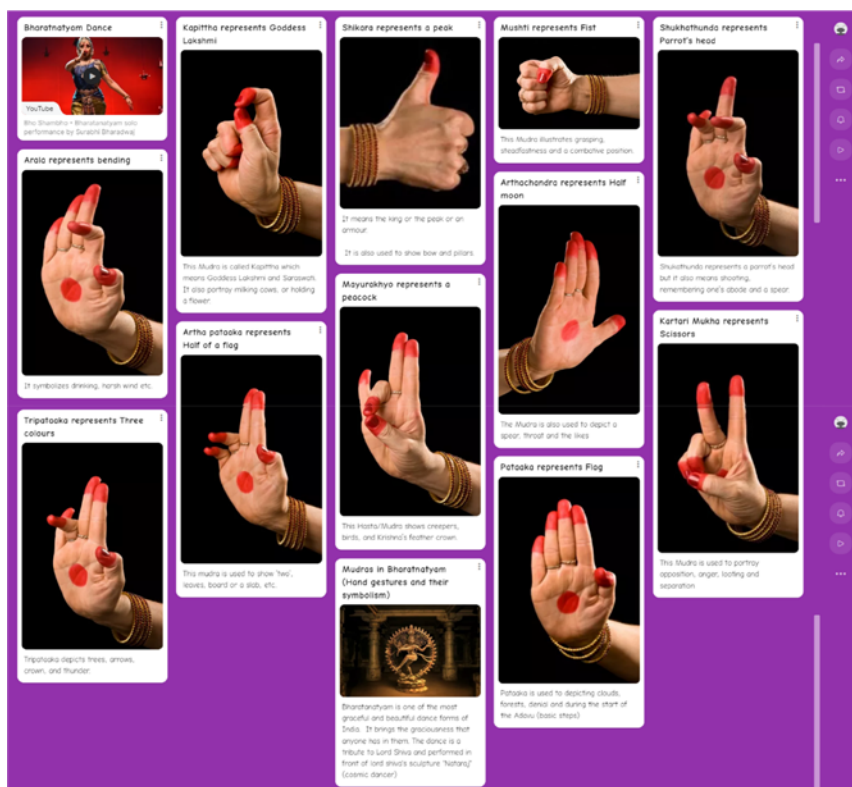 Bharatnatyam Dance
YouTube
Bho Shambho • Bharatanatyam solo
performance by Surabhi Bharadwaj
Arala represents bending
It symbolizes drinking, harsh wind etc.
Tripataaka represents Three
colours
Tripataaka depicts trees, arrows,
crown, and thunder.
Kapittha represents Goddess
Lakshmi
This Mudra is called Kapittha which
means Goddess Lakshmi and Saraswati.
It also portray milking cows, or holding
a flower.
Artha pataaka represents
Half of a flag
This mudra is used to show 'two',
leaves, board or a slab, etc.
Shikara represents a peak
It means the king or the peak or an
armour.
It is also used to show bow and pillars.
Mayurakhya represents a
peacock
This Hasta/Mudra shows creepers,
birds, and Krishna's feather crown.
Mudras in Bharatnatyam
(Hand gestures and their
symbolism)
Bharatanatyam is one of the most
graceful and beautiful dance forms of
India. It brings the graciousness that
anyone has in them. The dance is a
tribute to Lord Shiva and performed in
front of lord shiva's sculpture "Nataraj"
(cosmic dancer)
Mushti represents Fist
This Mudra illustrates grasping,
steadfastness and a combative position.
Arthachandra represents Half
moon
The Mudra is also used to depict a
spear, throat and the likes
Pataaka represents Flag
Pataaka is used to depicting clouds,
forests, denial and during the start of
the Adavu (basic steps)
Shukhathunda represents
Parrot's head
Shukathunda represents a parrot's head
but it also means shooting,
remembering one's abode and a spear.
Kartari Mukha represents
Scissors
This Mudra is used to portray
opposition, anger, looting and
separation